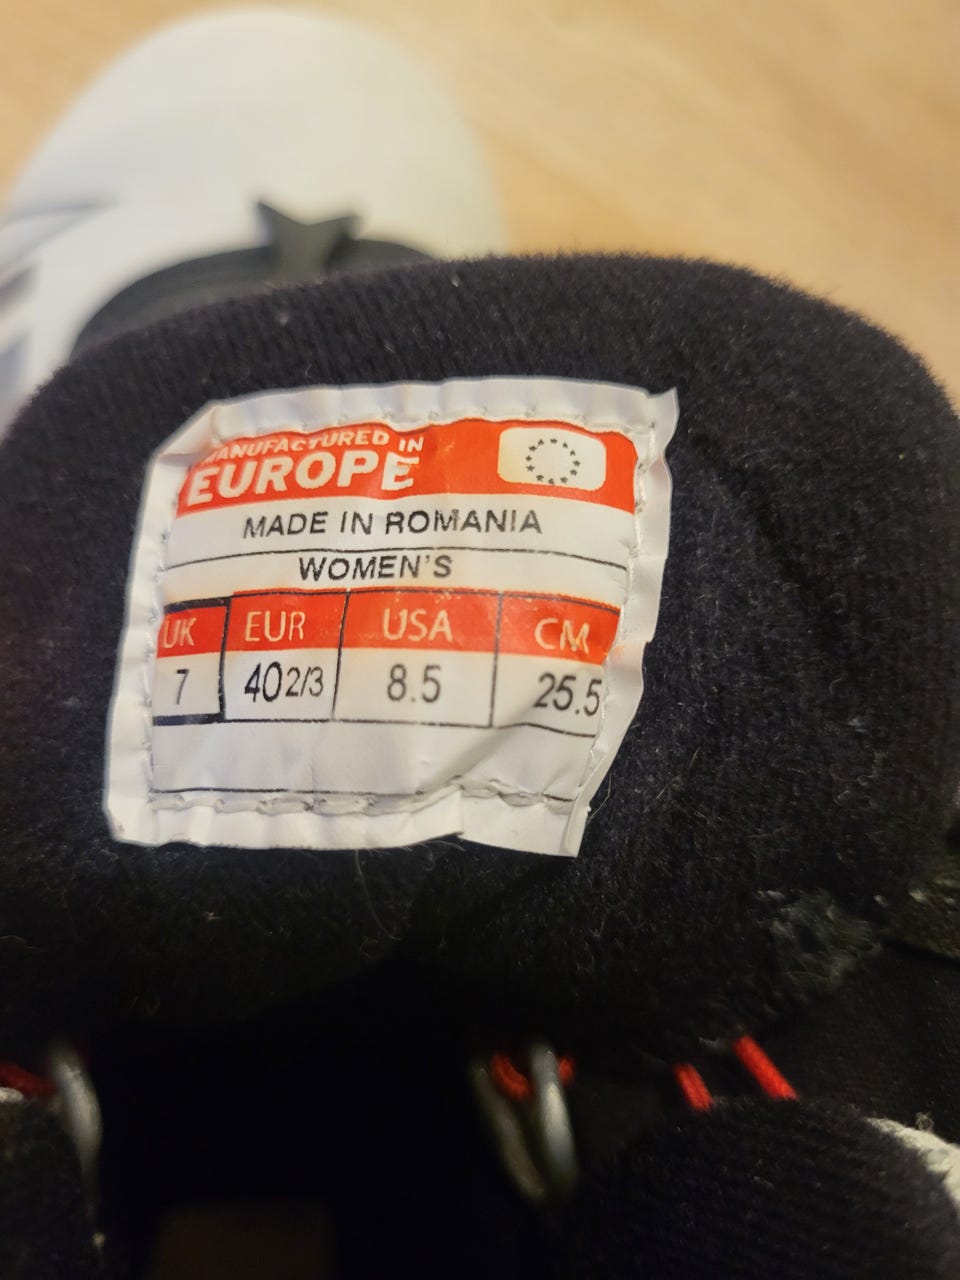 MANUFACTURED IN
EUROPE
MADE IN ROMANIA
WOMEN'S
UK EUR USA CM
7 40 2/3 8.5 25.5